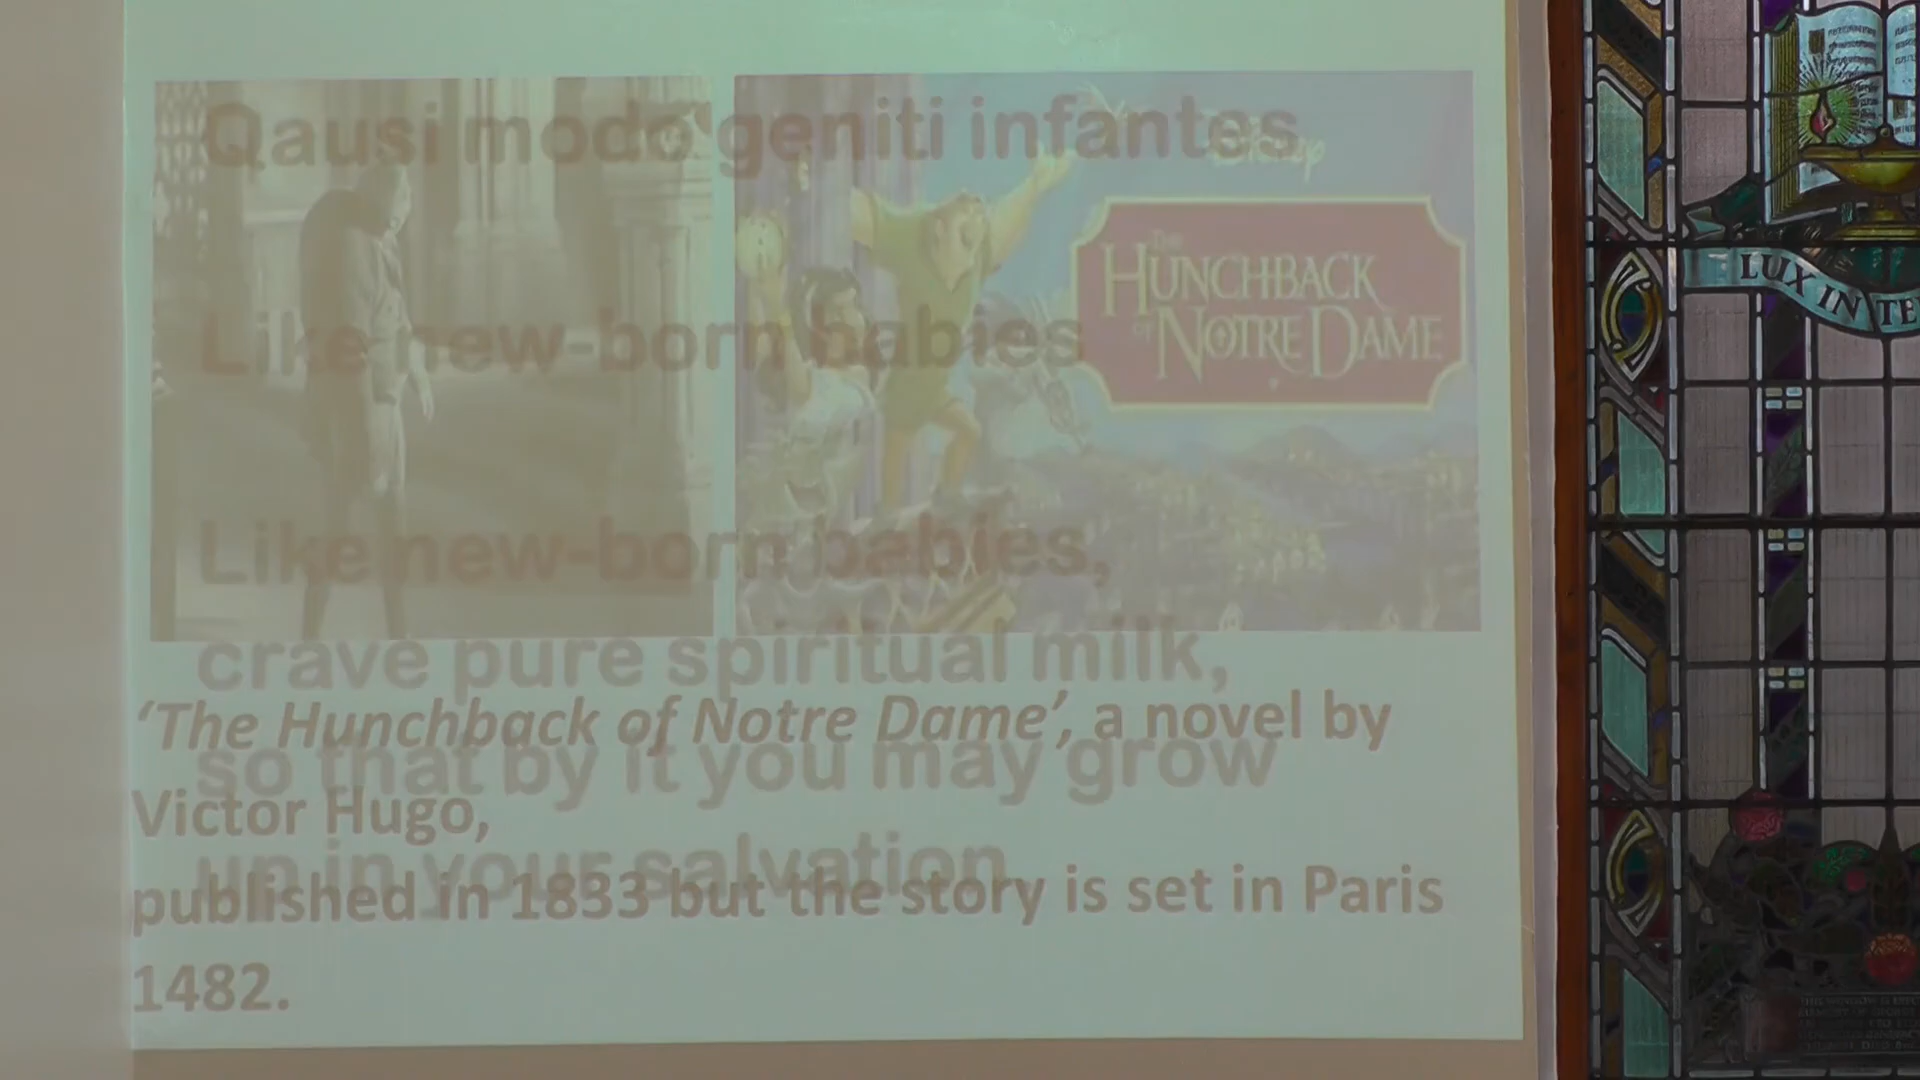 Qausi modo geniti infantes
Disney
THE
HUNCHBACK
OF NOTRE DAME
Like new-born babies
Like new-born babies,
crave pure spiritual milk,
so that by it you may grow
up in your salvation
‘The Hunchback of Notre Dame’, a novel by
Victor Hugo,
published in 1833 but the story is set in Paris
1482.
LUX IN TE